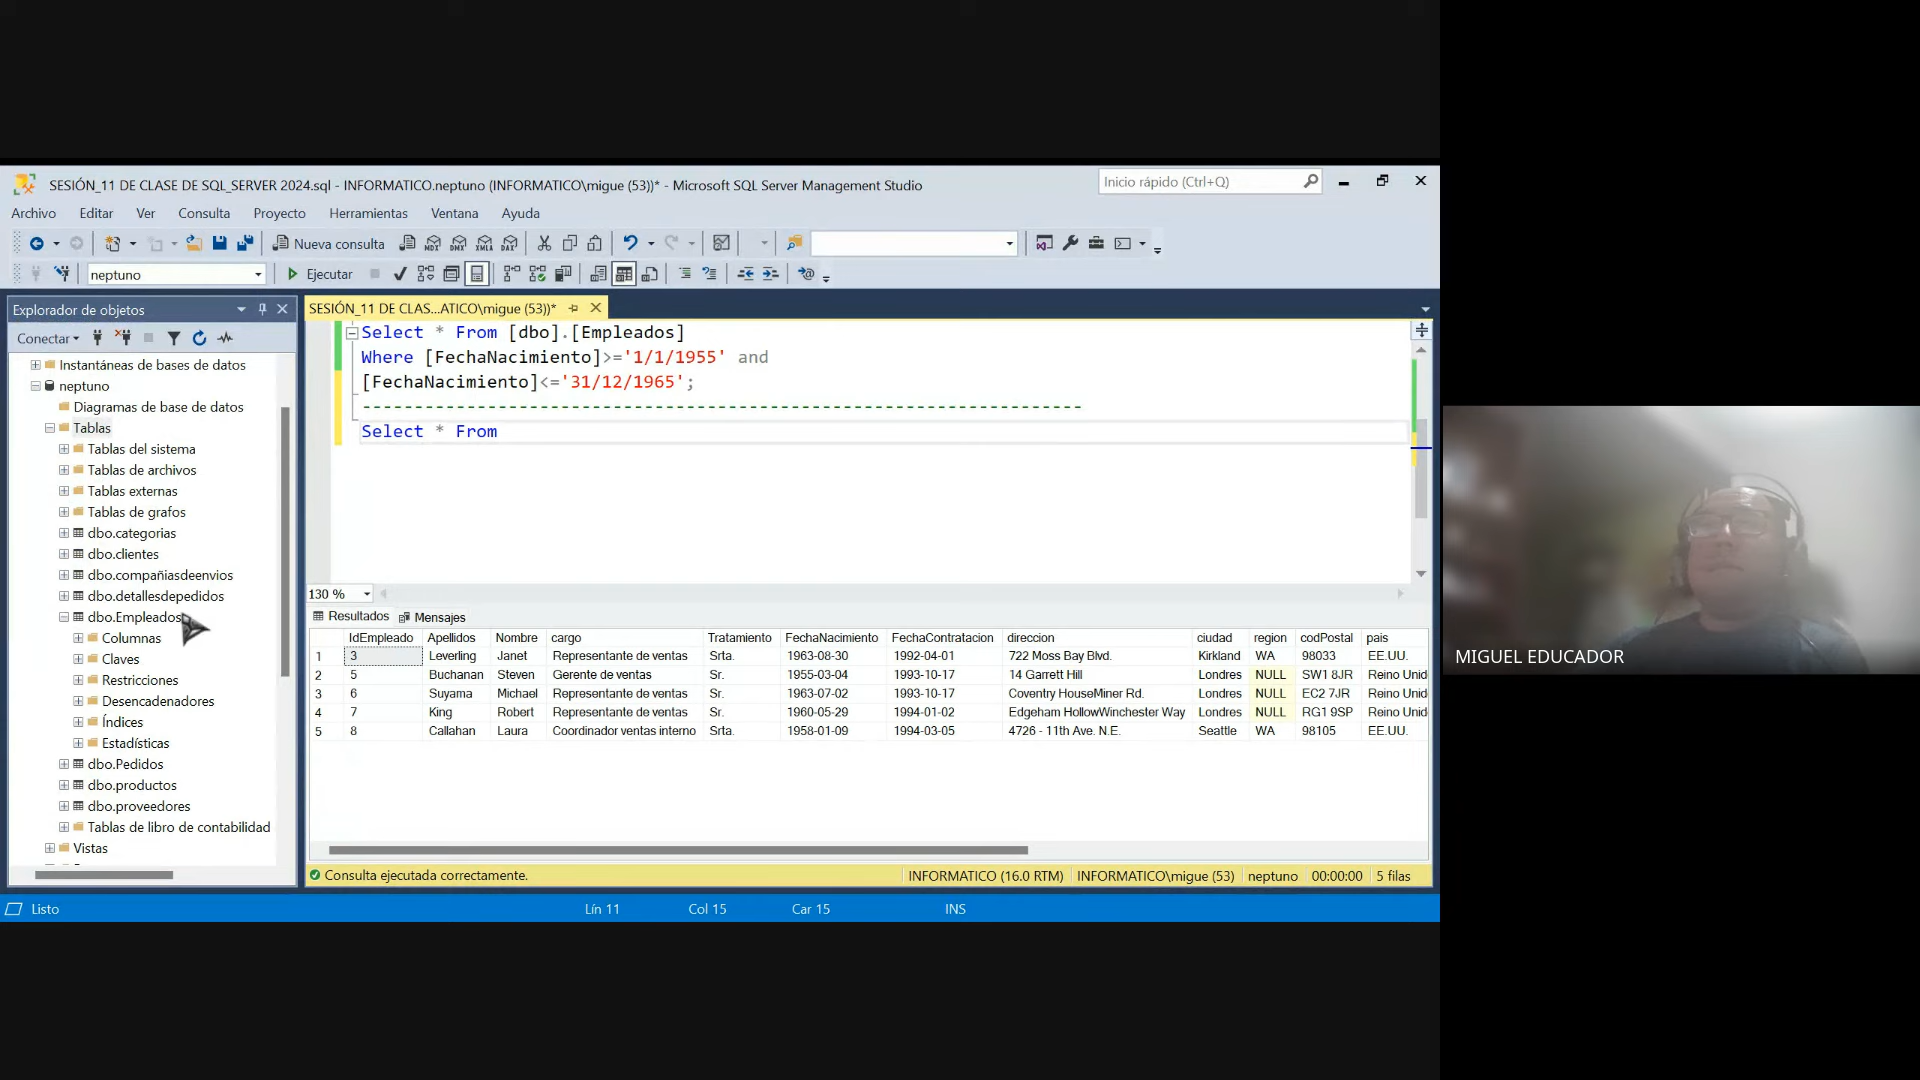 SESIÓN_11 DE CLASE DE SQL_SERVER 2024.sql - INFORMATICO.neptuno (INFORMATICO\migue (53))* - Microsoft SQL Server Management Studio
Inicio rápido (Ctrl+Q)
Archivo Editar Ver Consulta Proyecto Herramientas Ventana Ayuda
Nueva consulta
neptuno Ejecutar
Explorador de objetos
Conectar
Instantáneas de bases de datos
neptuno
Diagramas de base de datos
Tablas
Tablas del sistema
Tablas de archivos
Tablas externas
Tablas de grafos
dbo.categorias
dbo.clientes
dbo.compañiasdeenvios
dbo.detallesdepedidos
dbo.Empleados
Columnas
Claves
Restricciones
Desencadenadores
Índices
Estadísticas
dbo.Pedidos
dbo.productos
dbo.proveedores
Tablas de libro de contabilidad
Vistas
SESIÓN_11 DE CLAS...ATICO\migue (53))*
Select * From [dbo].[Empleados]
Where [FechaNacimiento]>='1/1/1955' and
[FechaNacimiento]<='31/12/1965';
---------------------------------------------------------------------
Select * From
130 %
Resultados Mensajes
IdEmpleado Apellidos Nombre cargo Tratamiento FechaNacimiento FechaContratacion direccion ciudad region codPostal pais
1 3 Leverling Janet Representante de ventas Srta. 1963-08-30 1992-04-01 722 Moss Bay Blvd. Kirkland WA 98033 EE.UU.
2 5 Buchanan Steven Gerente de ventas Sr. 1955-03-04 1993-10-17 14 Garrett Hill Londres NULL SW1 8JR Reino Unid
3 6 Suyama Michael Representante de ventas Sr. 1963-07-02 1993-10-17 Coventry HouseMiner Rd. Londres NULL EC2 7JR Reino Unid
4 7 King Robert Representante de ventas Sr. 1960-05-29 1994-01-02 Edgeham HollowWinchester Way Londres NULL RG1 9SP Reino Unid
5 8 Callahan Laura Coordinador ventas interno Srta. 1958-01-09 1994-03-05 4726 - 11th Ave. N.E. Seattle WA 98105 EE.UU.
Consulta ejecutada correctamente. INFORMATICO (16.0 RTM) INFORMATICO\migue (53) neptuno 00:00:00 5 filas
Listo Lín 11 Col 15 Car 15 INS
MIGUEL EDUCADOR